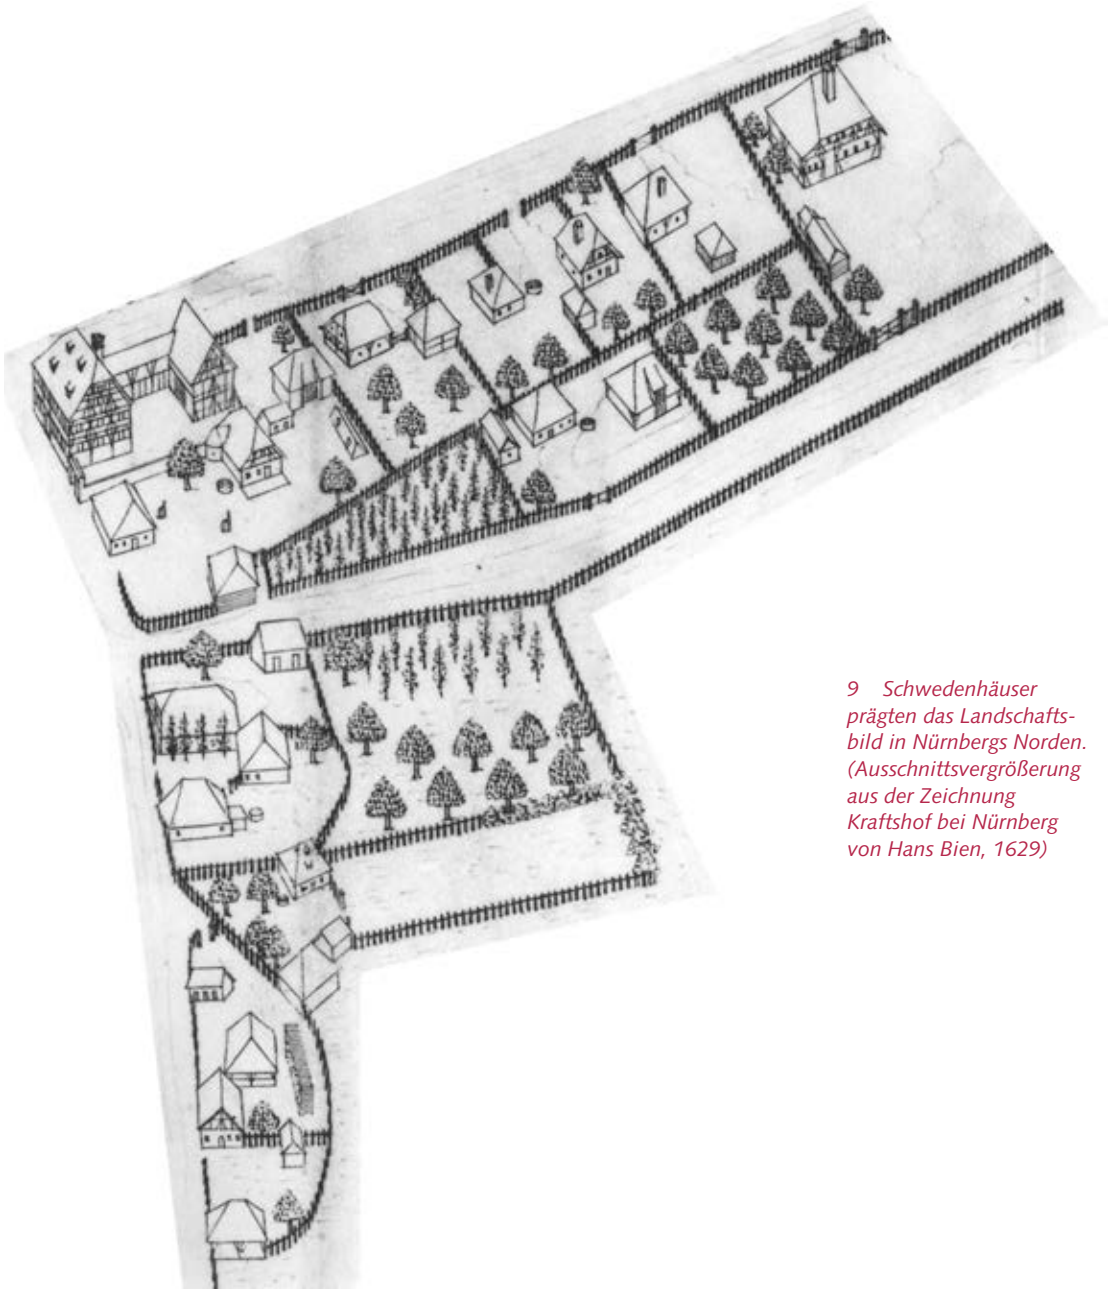 9 Schwedenhäuser
prägten das Landschafts-
bild in Nürnbergs Norden.
(Ausschnittsvergrößerung
aus der Zeichnung
Kraftshof bei Nürnberg
von Hans Bien, 1629)